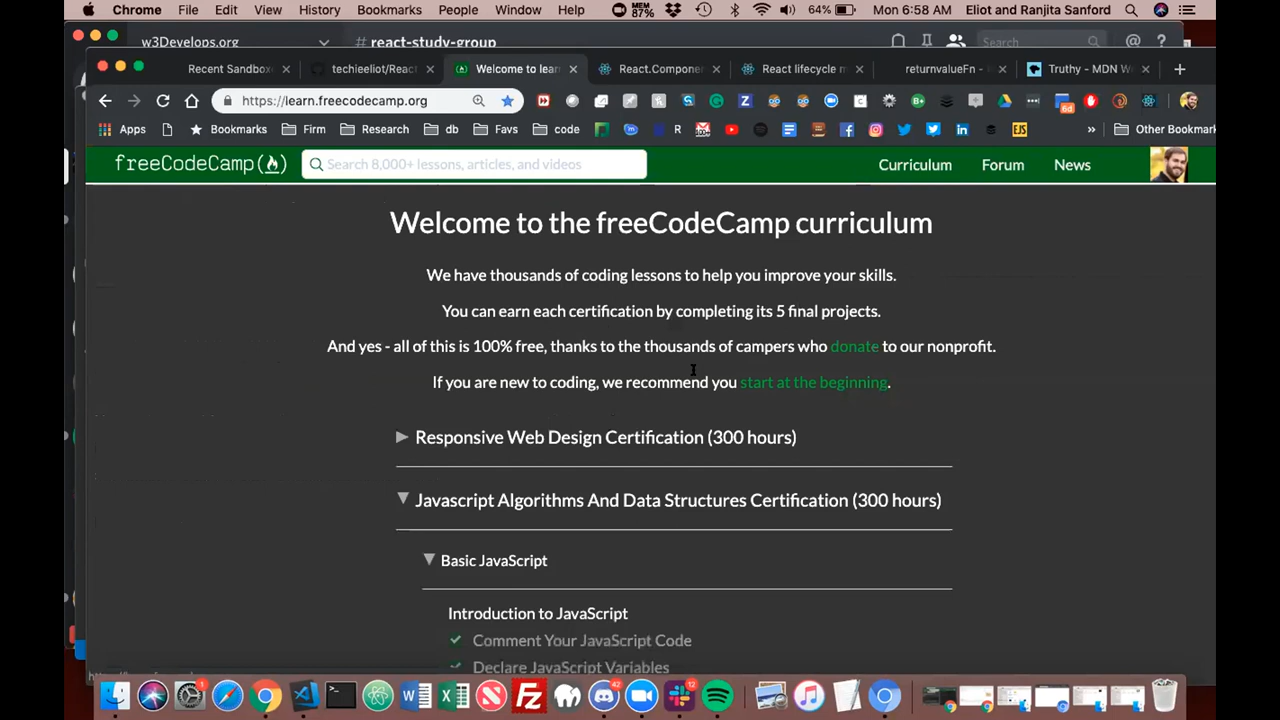 Chrome File Edit View History Bookmarks People Window Help MEM 87% 64% Mon 6:58 AM Eliot and Ranjita Sanford
w3Develops.org # react-study-group Search
Recent Sandbox techieeliot/React Welcome to lear React.Compone React lifecycle m returnvalueFn - Truthy - MDN W
https://learn.freecodecamp.org
Apps Bookmarks Firm Research db Favs code R 100+ EJS » Other Bookmark
freeCodeCamp Search 8,000+ lessons, articles, and videos Curriculum Forum News
Welcome to the freeCodeCamp curriculum
We have thousands of coding lessons to help you improve your skills.
You can earn each certification by completing its 5 final projects.
And yes - all of this is 100% free, thanks to the thousands of campers who donate to our nonprofit.
If you are new to coding, we recommend you start at the beginning.
Responsive Web Design Certification (300 hours)
Javascript Algorithms And Data Structures Certification (300 hours)
Basic JavaScript
Introduction to JavaScript
Comment Your JavaScript Code
Declare JavaScript Variables